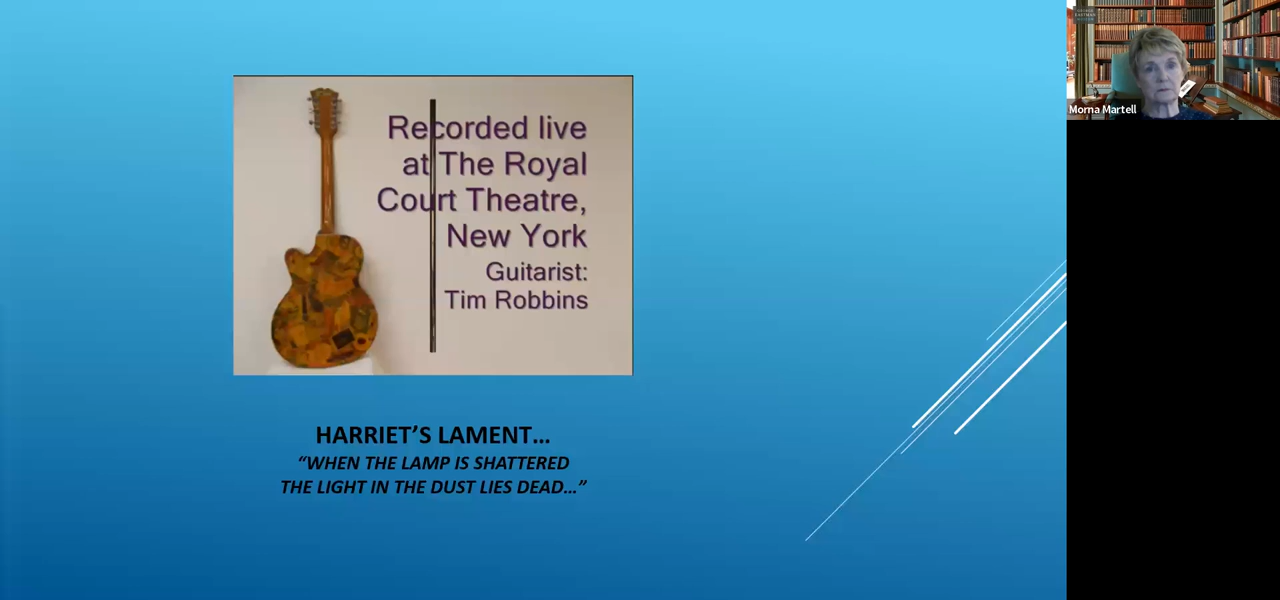 Recorded live
at The Royal
Court Theatre,
New York
Guitarist:
Tim Robbins
HARRIET'S LAMENT…
“WHEN THE LAMP IS SHATTERED
THE LIGHT IN THE DUST LIES DEAD…”
Morna Martell